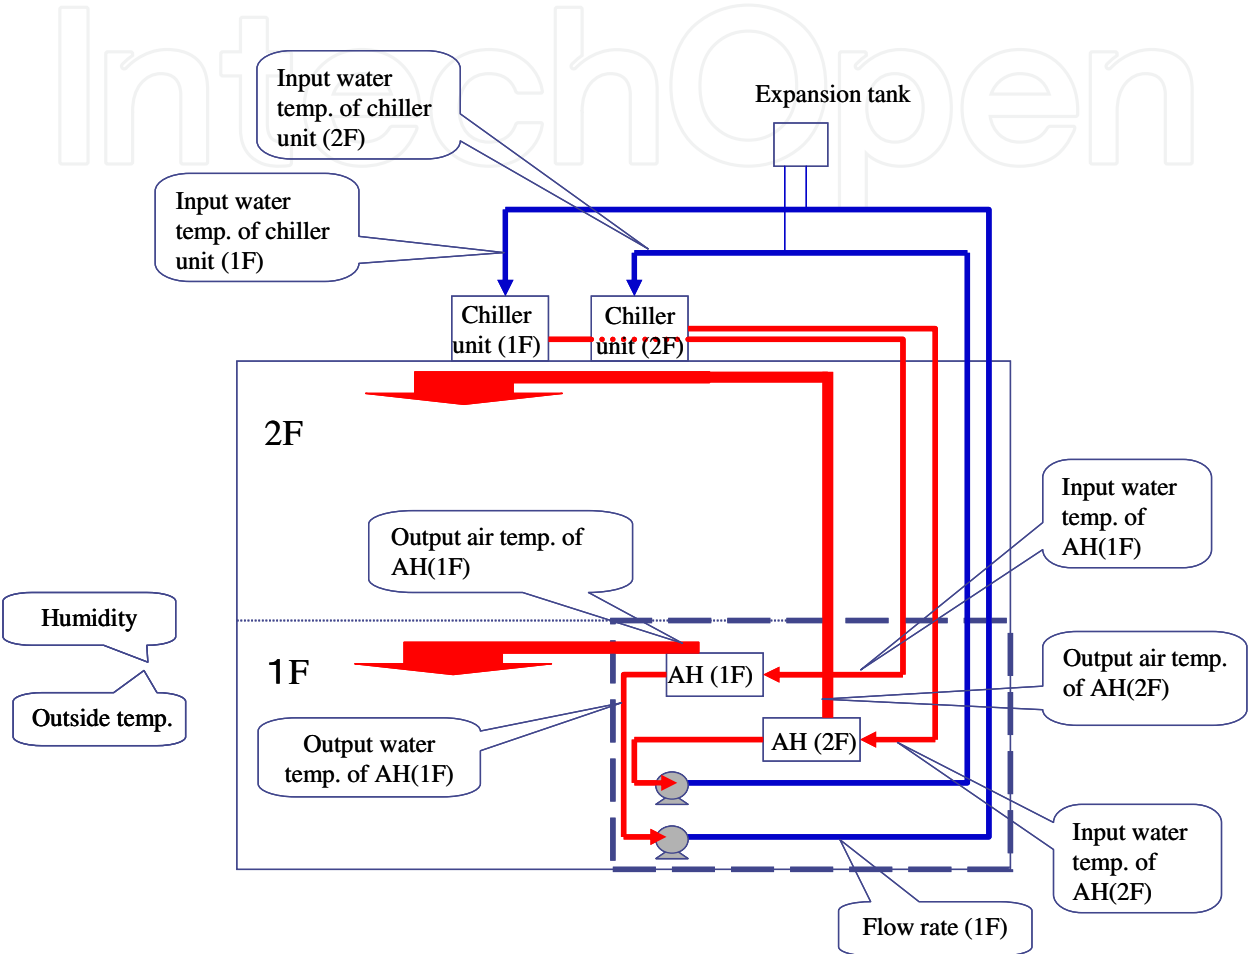 IntechOpen
Input water
temp. of chiller
unit (2F)
Expansion tank
Input water
temp. of chiller
unit (1F)
Chiller
unit (1F)
Chiller
unit (2F)
2F
Input water
temp. of
AH(1F)
Output air temp. of
AH(1F)
Humidity
Outside temp.
1F
AH (1F)
Output air temp.
of AH(2F)
Output water
temp. of AH(1F)
AH (2F)
Input water
temp. of
AH(2F)
Flow rate (1F)